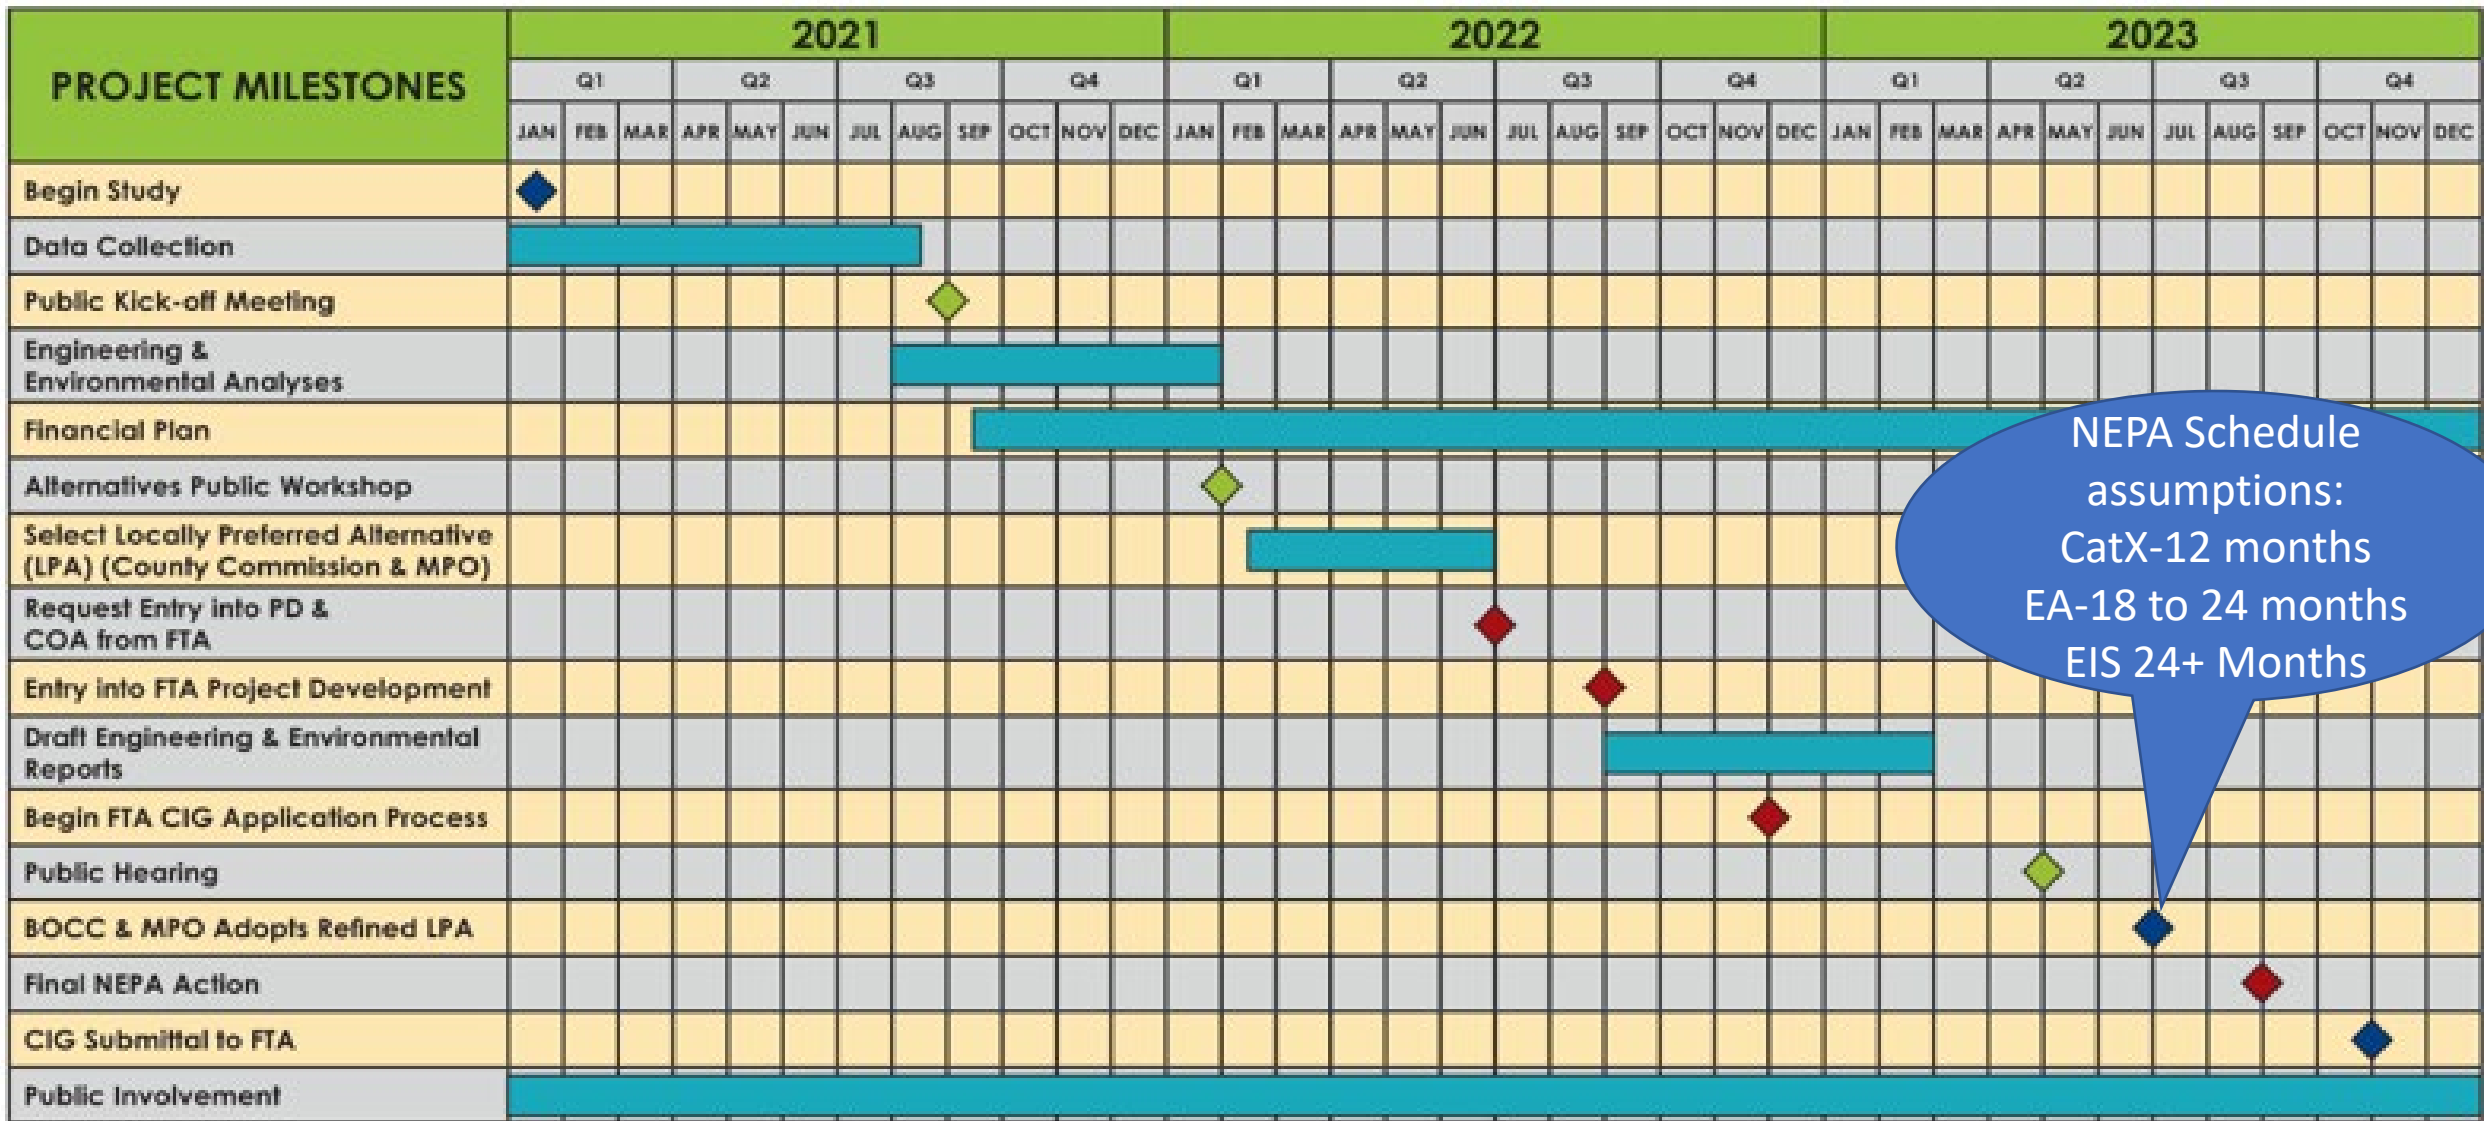 PROJECT MILESTONES
2021 2022 2023
Q1 Q2 Q3 Q4 Q1 Q2 Q3 Q4 Q1 Q2 Q3 Q4
JAN FEB MAR APR MAY JUN JUL AUG SEP OCT NOV DEC JAN FEB MAR APR MAY JUN JUL AUG SEP OCT NOV DEC JAN FEB MAR APR MAY JUN JUL AUG SEP OCT NOV DEC
Begin Study
Data Collection
Public Kick-off Meeting
Engineering &
Environmental Analyses
Financial Plan
Alternatives Public Workshop
Select Locally Preferred Alternative
(LPA) (County Commission & MPO)
Request Entry into PD &
COA from FTA
Entry into FTA Project Development
Draft Engineering & Environmental
Reports
Begin FTA CIG Application Process
Public Hearing
BOCC & MPO Adopts Refined LPA
Final NEPA Action
CIG Submittal to FTA
Public Involvement
NEPA Schedule
assumptions:
CatX-12 months
EA-18 to 24 months
EIS 24+ Months